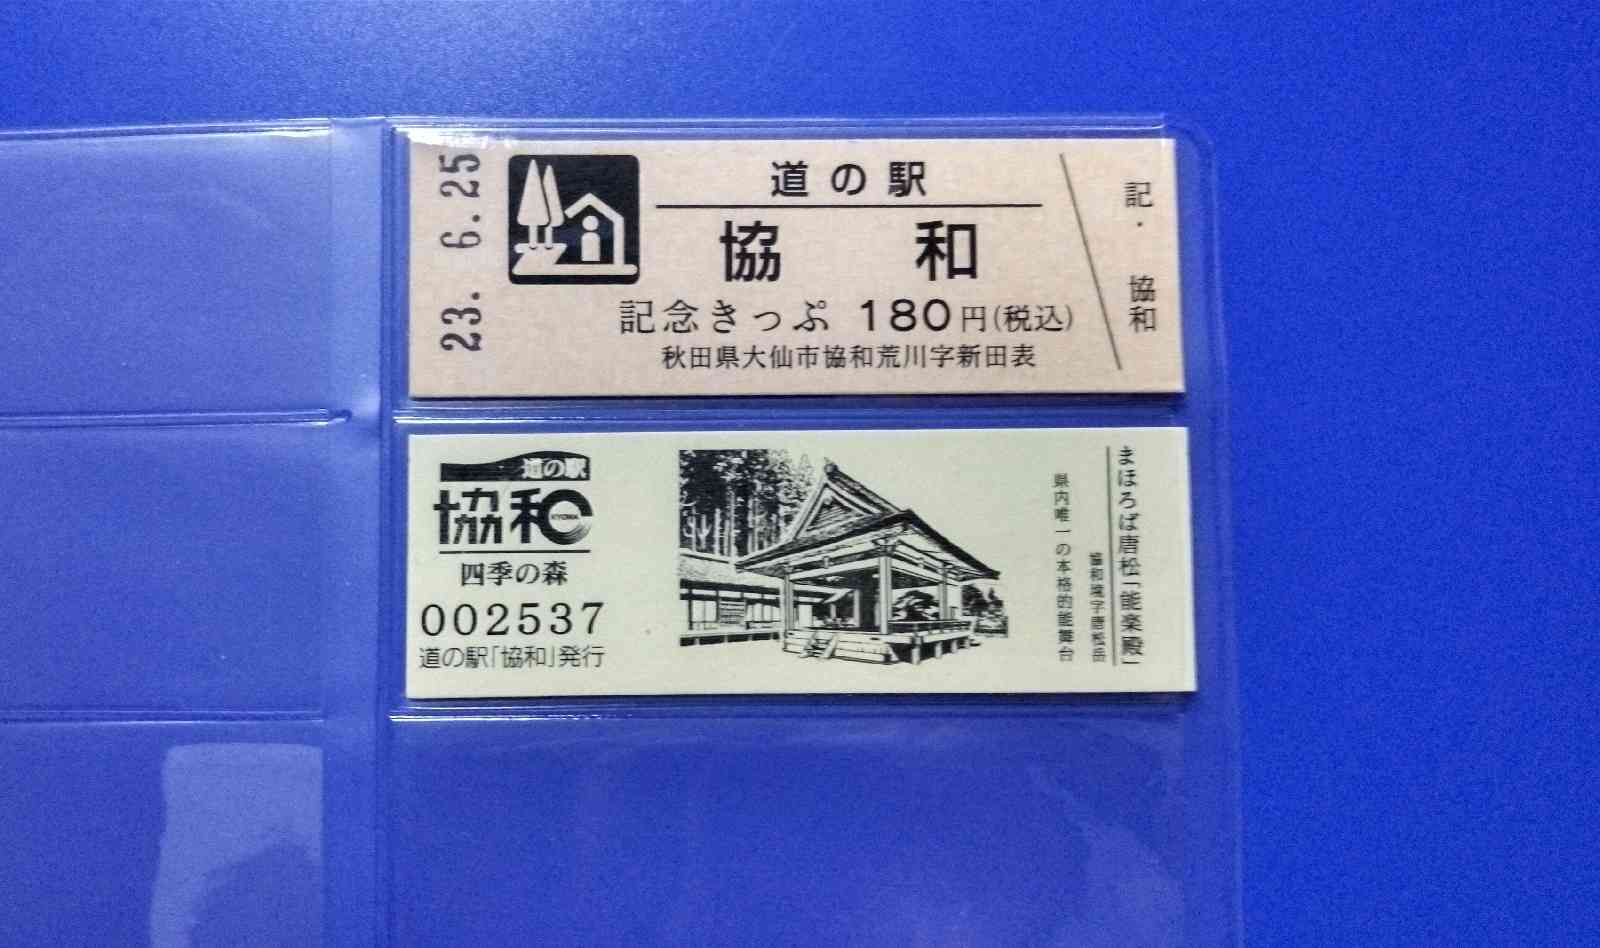 23. 6.25
道の駅
協和
記念きっぷ 180円(税込)
秋田県大仙市協和荒川字新田表
記・協和
道の駅
協和
KYOWA
四季の森
002537
道の駅「協和」発行
まほろば唐松「能楽殿」
協和境字唐松岳
県内唯一の本格的能舞台